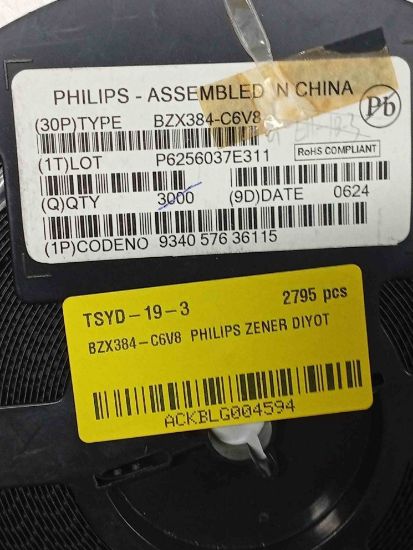 PHILIPS - ASSEMBLED IN CHINA
(30P)TYPE BZX384-C6V8
Pb
(1T)LOT P6256037E311
RoHS COMPLIANT
(Q)QTY 3000 (9D)DATE 0624
(1P)CODENO 9340 576 36115
TSYD-19-3 2795 pcs
BZX384-C6V8 PHILIPS ZENER DIYOT
ACKBLG004594